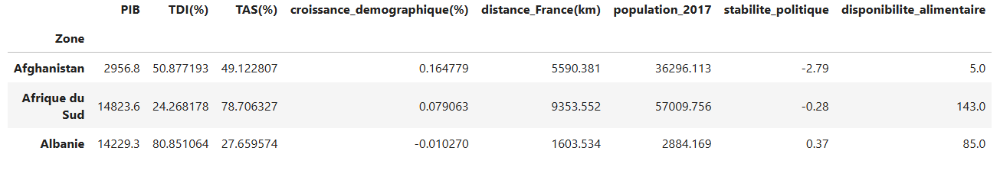 PIB TDI(%) TAS(%) croissance_demographique(%) distance_France(km) population_2017 stabilite_politique disponibilite_alimentaire
Zone
Afghanistan 2956.8 50.877193 49.122807 0.164779 5590.381 36296.113 -2.79 5.0
Afrique du
Sud 14823.6 24.268178 78.706327 0.079063 9353.552 57009.756 -0.28 143.0
Albanie 14229.3 80.851064 27.659574 -0.010270 1603.534 2884.169 0.37 85.0